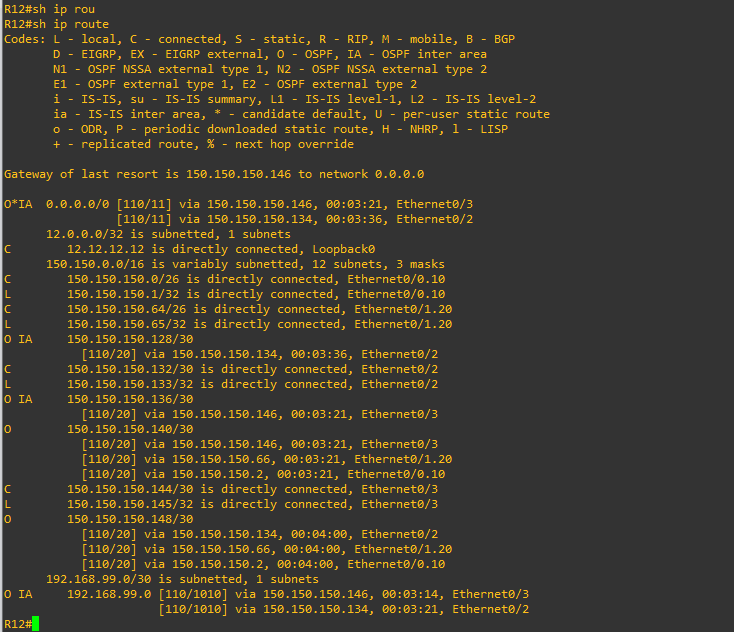 R12#sh ip rou
R12#sh ip route
Codes: L - local, C - connected, S - static, R - RIP, M - mobile, B - BGP
       D - EIGRP, EX - EIGRP external, O - OSPF, IA - OSPF inter area
       N1 - OSPF NSSA external type 1, N2 - OSPF NSSA external type 2
       E1 - OSPF external type 1, E2 - OSPF external type 2
       i - IS-IS, su - IS-IS summary, L1 - IS-IS level-1, L2 - IS-IS level-2
       ia - IS-IS inter area, * - candidate default, U - per-user static route
       o - ODR, P - periodic downloaded static route, H - NHRP, l - LISP
       + - replicated route, % - next hop override

Gateway of last resort is 150.150.150.146 to network 0.0.0.0

O*IA  0.0.0.0/0 [110/11] via 150.150.150.146, 00:03:21, Ethernet0/3
                [110/11] via 150.150.150.134, 00:03:36, Ethernet0/2
      12.0.0.0/32 is subnetted, 1 subnets
C        12.12.12.12 is directly connected, Loopback0
      150.150.0.0/16 is variably subnetted, 12 subnets, 3 masks
C        150.150.150.0/26 is directly connected, Ethernet0/0.10
L        150.150.150.1/32 is directly connected, Ethernet0/0.10
C        150.150.150.64/26 is directly connected, Ethernet0/1.20
L        150.150.150.65/32 is directly connected, Ethernet0/1.20
O IA     150.150.150.128/30
           [110/20] via 150.150.150.134, 00:03:36, Ethernet0/2
C        150.150.150.132/30 is directly connected, Ethernet0/2
L        150.150.150.133/32 is directly connected, Ethernet0/2
O IA     150.150.150.136/30
           [110/20] via 150.150.150.146, 00:03:21, Ethernet0/3
O        150.150.150.140/30
           [110/20] via 150.150.150.146, 00:03:21, Ethernet0/3
           [110/20] via 150.150.150.66, 00:03:21, Ethernet0/1.20
           [110/20] via 150.150.150.2, 00:03:21, Ethernet0/0.10
C        150.150.150.144/30 is directly connected, Ethernet0/3
L        150.150.150.145/32 is directly connected, Ethernet0/3
O        150.150.150.148/30
           [110/20] via 150.150.150.134, 00:04:00, Ethernet0/2
           [110/20] via 150.150.150.66, 00:04:00, Ethernet0/1.20
           [110/20] via 150.150.150.2, 00:04:00, Ethernet0/0.10
      192.168.99.0/30 is subnetted, 1 subnets
O IA     192.168.99.0 [110/1010] via 150.150.150.146, 00:03:14, Ethernet0/3
                      [110/1010] via 150.150.150.134, 00:03:21, Ethernet0/2
R12#